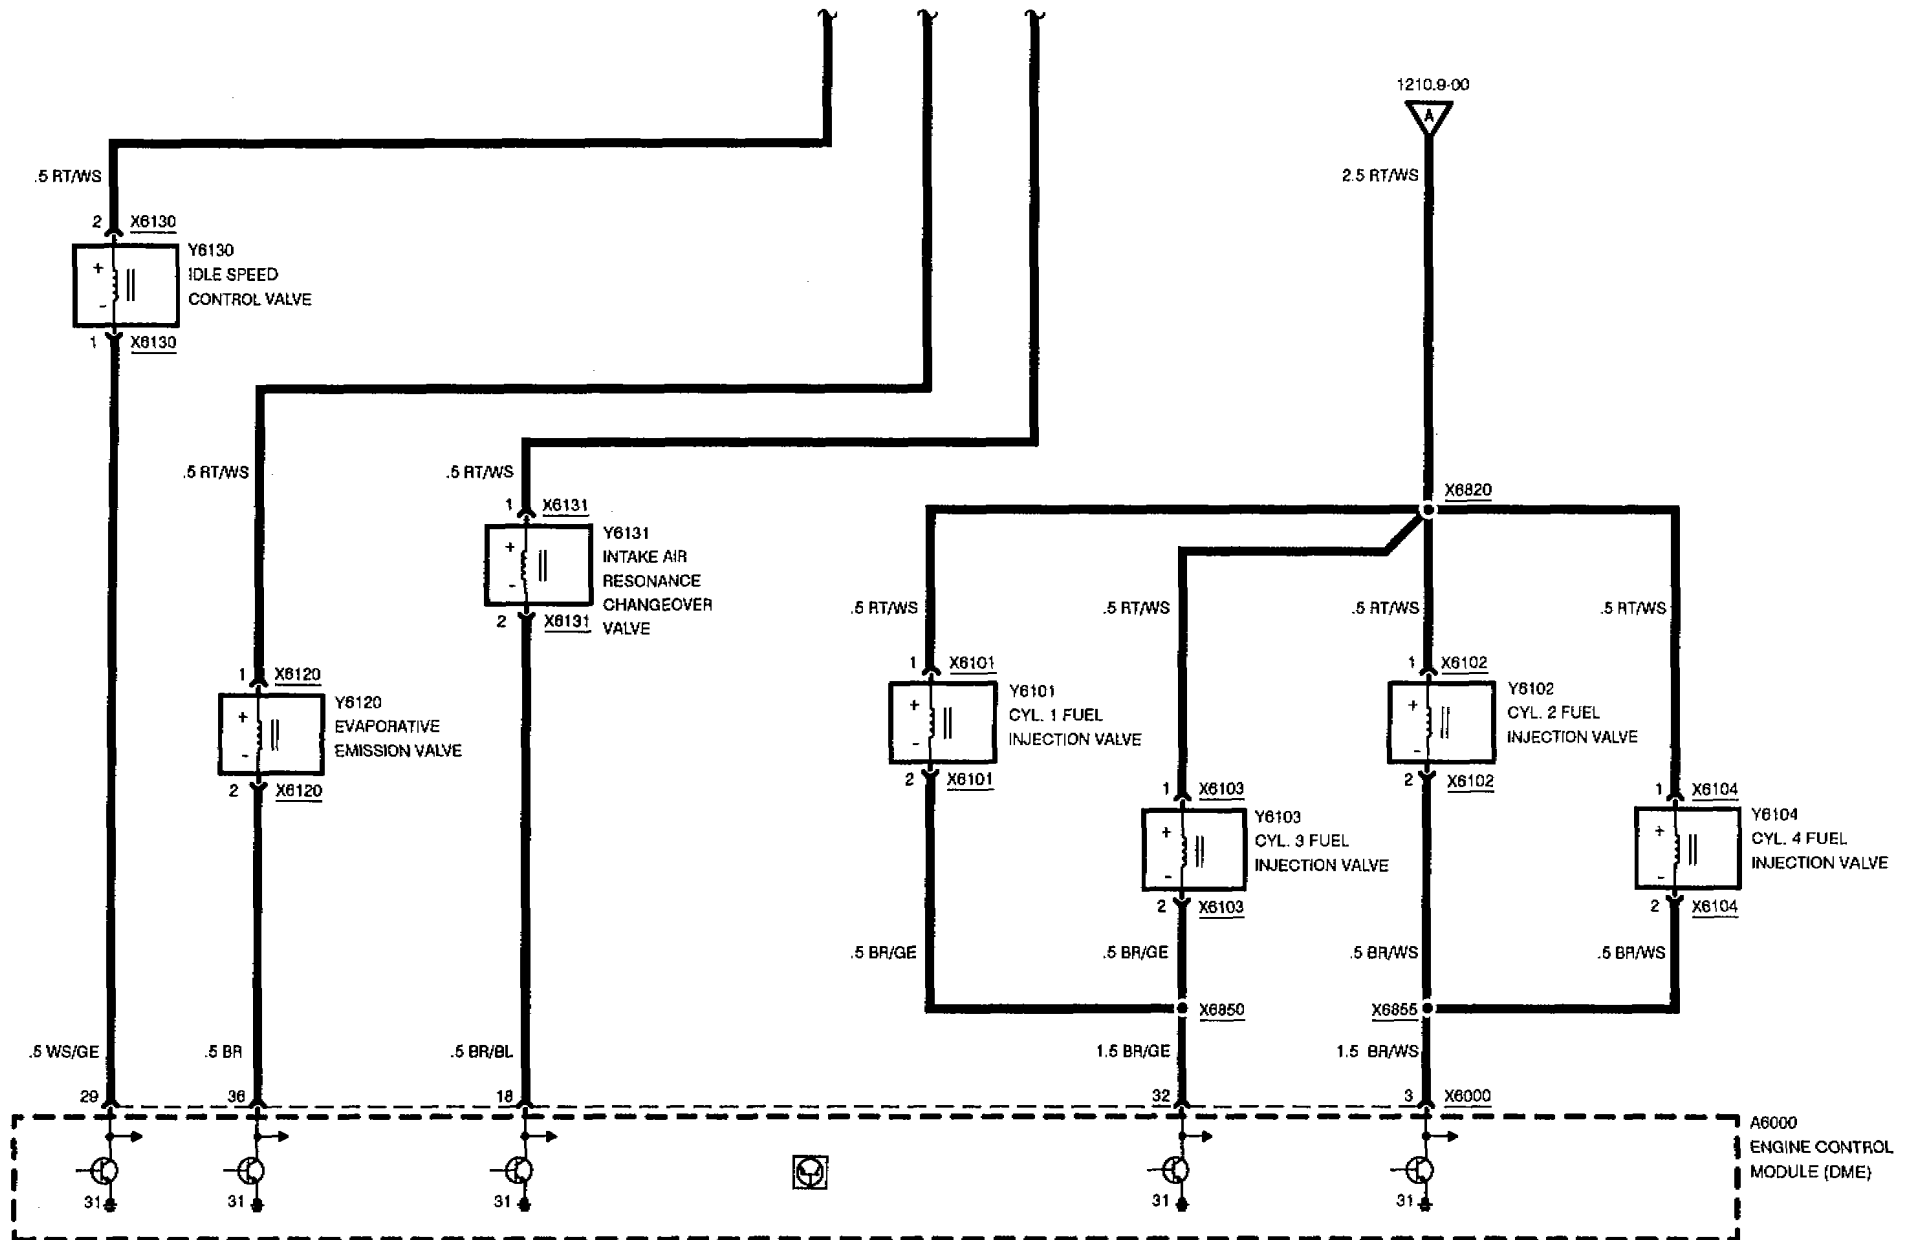 1210.9-00
A
.5 RT/WS
2.5 RT/WS
2 X6130
Y6130
IDLE SPEED
CONTROL VALVE
+
-
1 X6130
.5 RT/WS
.5 RT/WS
X6820
1 X6131
Y6131
INTAKE AIR
RESONANCE
CHANGEOVER
VALVE
+
-
2 X6131
.5 RT/WS
.5 RT/WS
.5 RT/WS
.5 RT/WS
1 X6120
Y6120
EVAPORATIVE
EMISSION VALVE
+
-
2 X6120
1 X6101
Y6101
CYL. 1 FUEL
INJECTION VALVE
+
-
2 X6101
1 X6102
Y6102
CYL. 2 FUEL
INJECTION VALVE
+
-
2 X6102
1 X6103
Y6103
CYL. 3 FUEL
INJECTION VALVE
+
-
2 X6103
1 X6104
Y6104
CYL. 4 FUEL
INJECTION VALVE
+
-
2 X6104
.5 BR/GE
.5 BR/GE
.5 BR/WS
.5 BR/WS
X6850
X6855
.5 WS/GE
.5 BR
.5 BR/BL
1.5 BR/GE
1.5 BR/WS
29
36
18
32
3 X6000
A6000
ENGINE CONTROL
MODULE (DME)
31
31
31
31
31